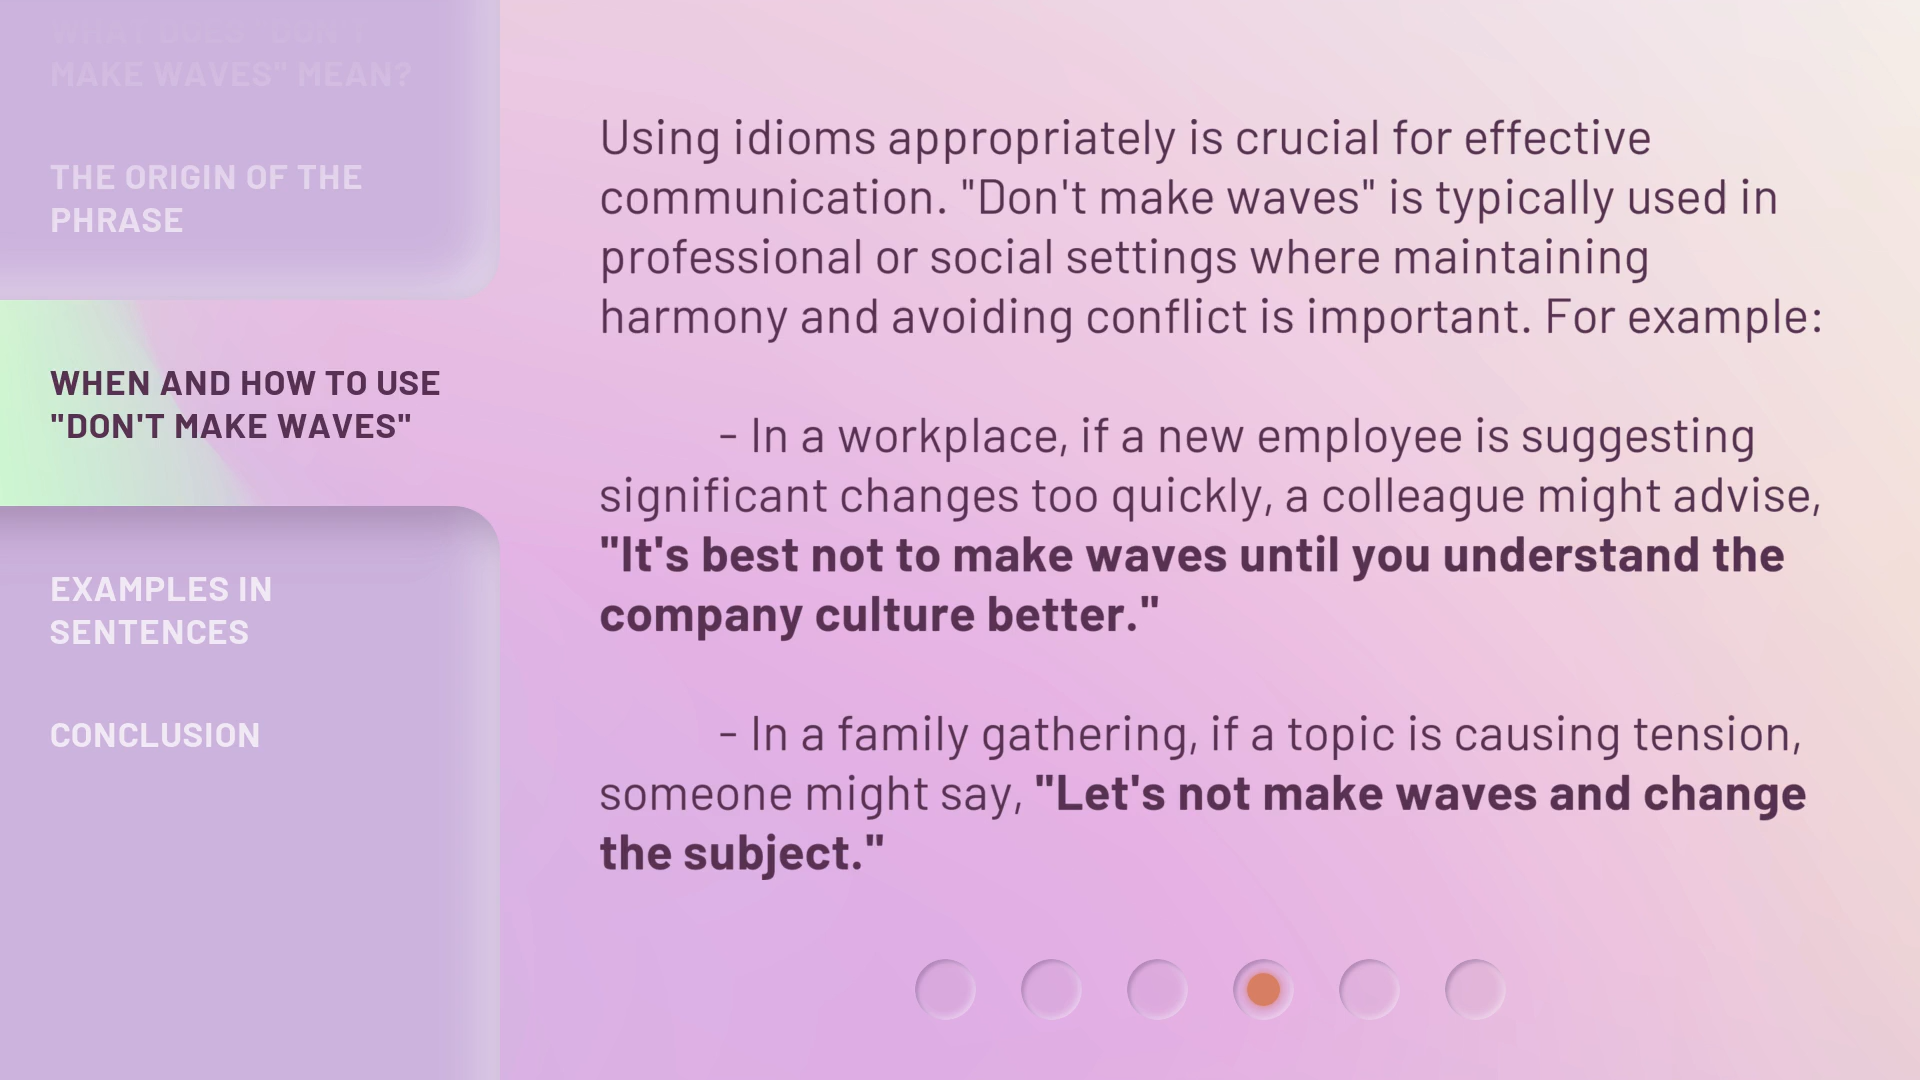 WHAT DOES "DON'T
MAKE WAVES" MEAN?
THE ORIGIN OF THE
PHRASE
WHEN AND HOW TO USE
"DON'T MAKE WAVES"
EXAMPLES IN
SENTENCES
CONCLUSION
Using idioms appropriately is crucial for effective
communication. "Don't make waves" is typically used in
professional or social settings where maintaining
harmony and avoiding conflict is important. For example:
- In a workplace, if a new employee is suggesting
significant changes too quickly, a colleague might advise,
"It's best not to make waves until you understand the
company culture better."
- In a family gathering, if a topic is causing tension,
someone might say, "Let's not make waves and change
the subject."